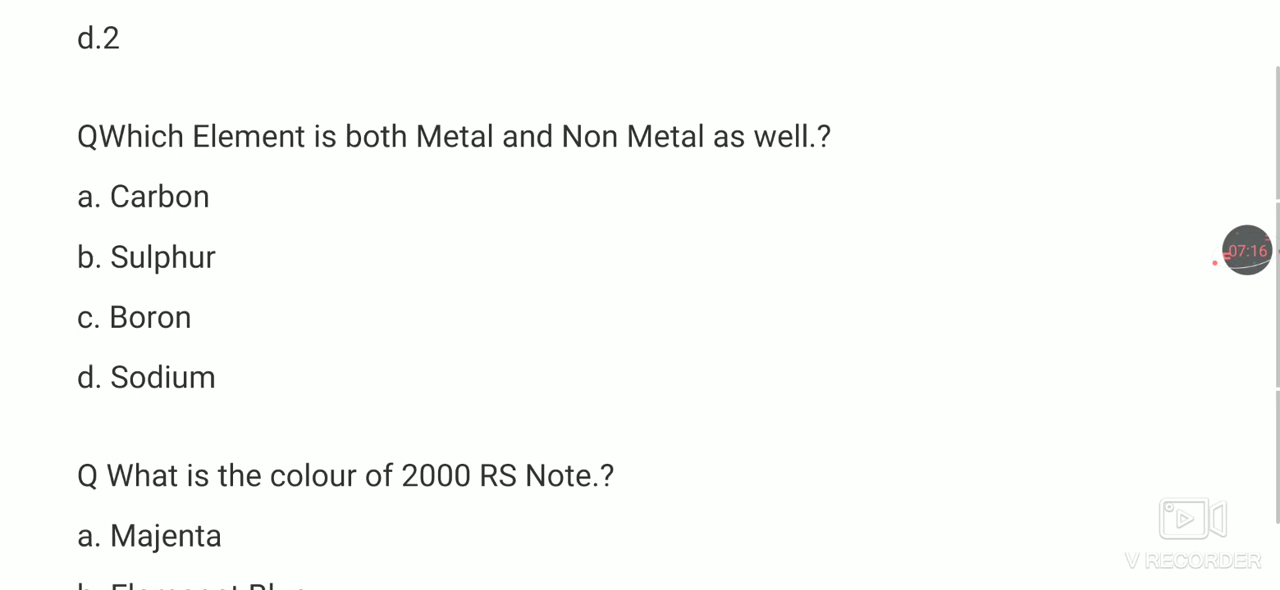 d.2
QWhich Element is both Metal and Non Metal as well.?
a. Carbon
b. Sulphur
c. Boron
d. Sodium
07:16
Q What is the colour of 2000 RS Note.?
a. Majenta
V RECORDER